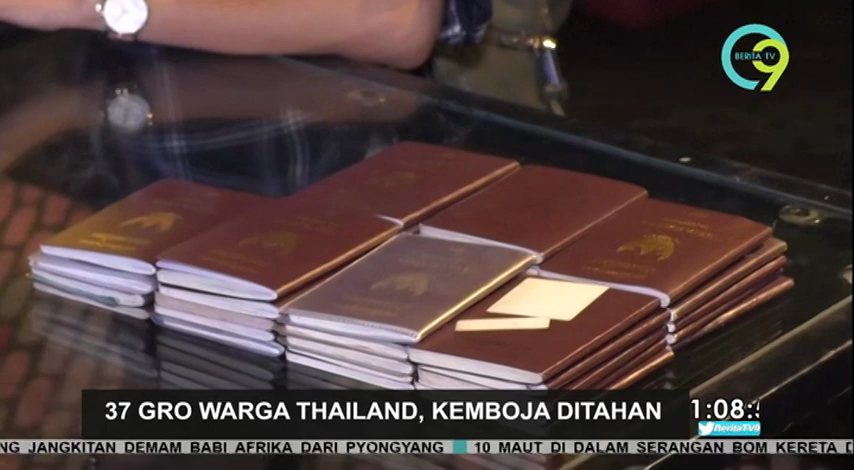 BERITA TV 9
37 GRO WARGA THAILAND, KEMBOJA DITAHAN
1:08:
BeritaTV9
NG JANGKITAN DEMAM BABI AFRIKA DARI PYONGYANG 10 MAUT DI DALAM SERANGAN BOM KERETA D